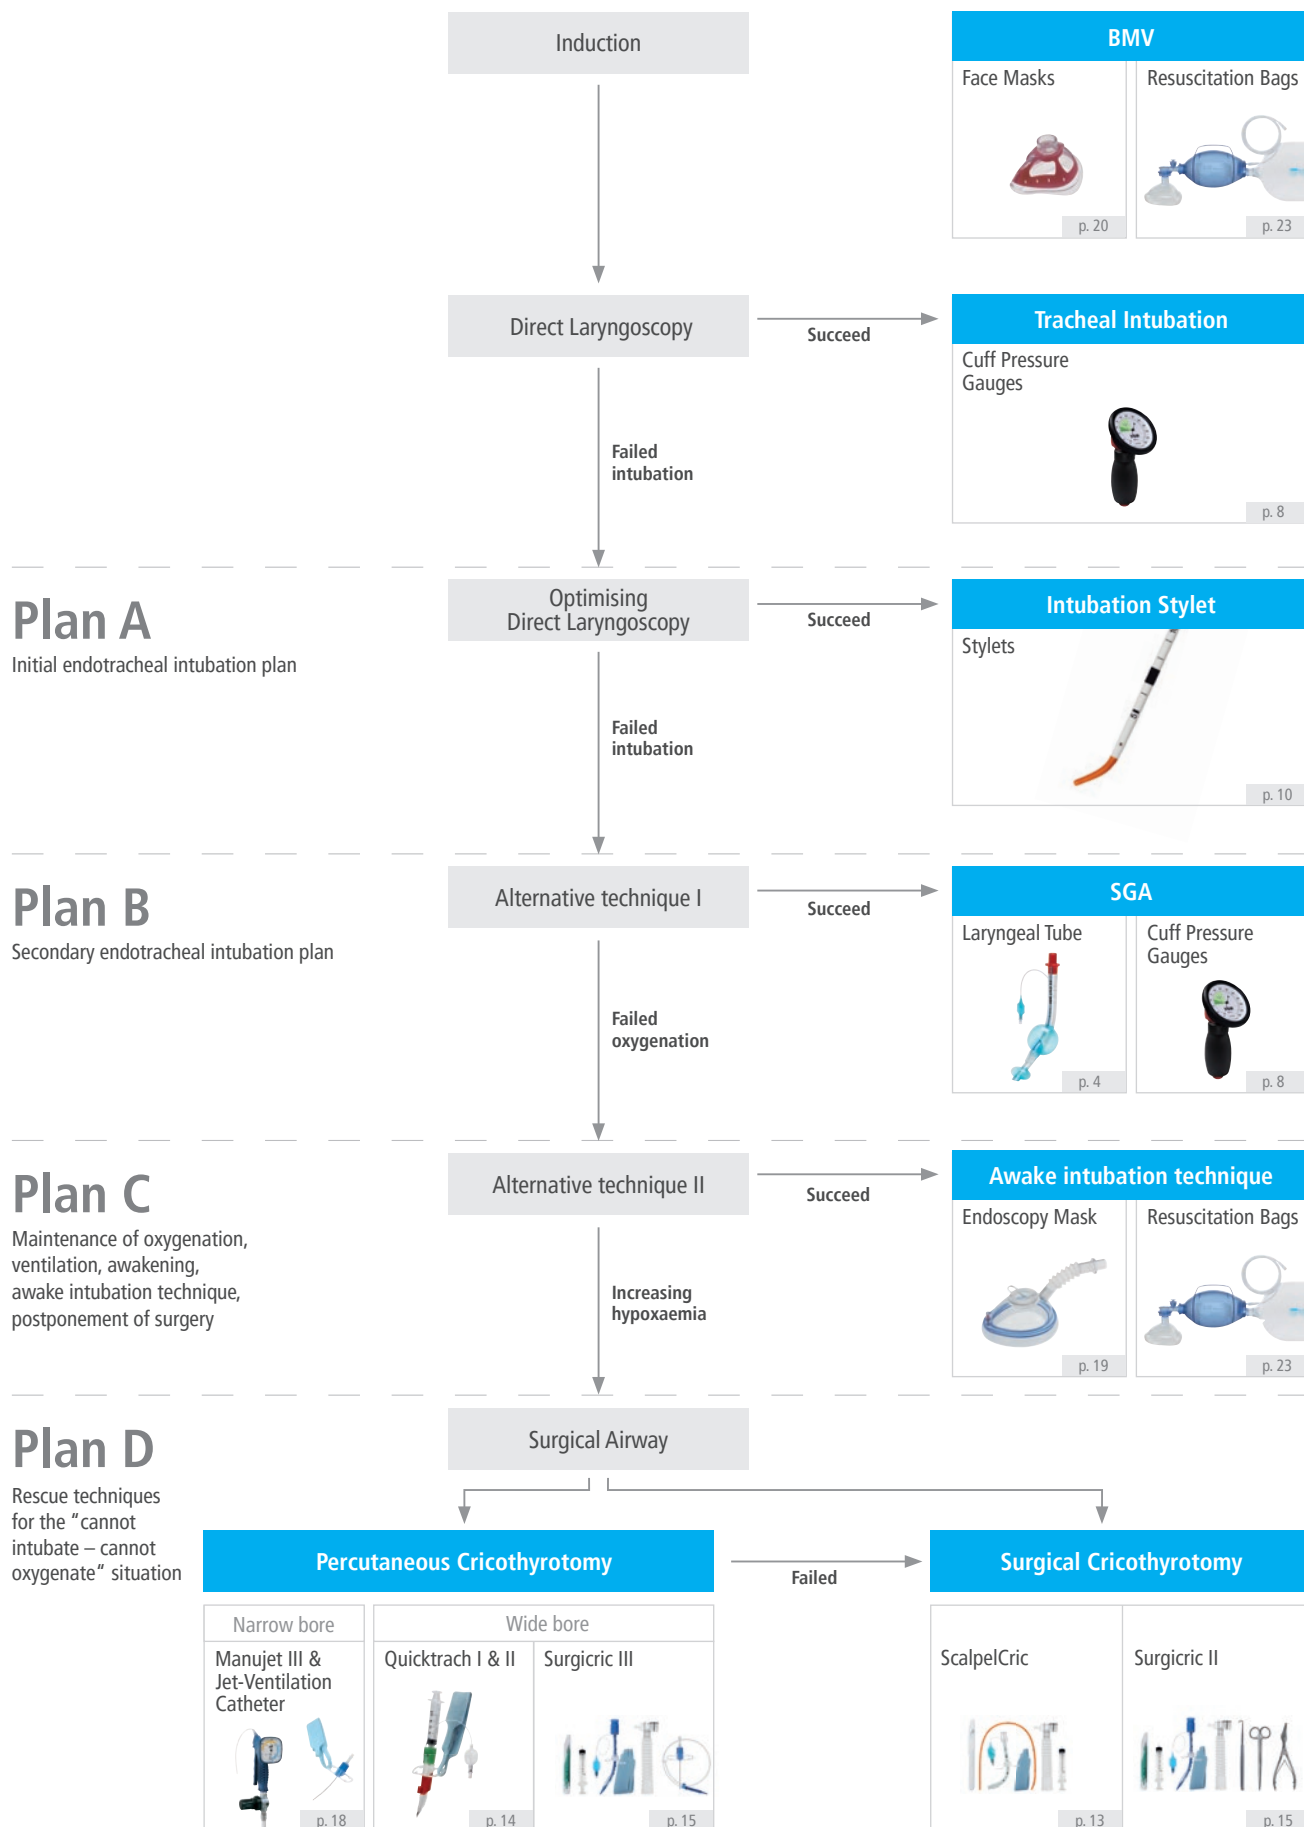 Induction
BMV
Face Masks
Resuscitation Bags
p. 20
p. 23
Direct Laryngoscopy
Succeed
Tracheal Intubation
Cuff Pressure
Gauges
p. 8
Failed
intubation
Plan A
Initial endotracheal intubation plan
Optimising
Direct Laryngoscopy
Succeed
Intubation Stylet
Stylets
p. 10
Failed
intubation
Plan B
Secondary endotracheal intubation plan
Alternative technique I
Succeed
SGA
Laryngeal Tube
Cuff Pressure
Gauges
p. 4
p. 8
Failed
oxygenation
Plan C
Maintenance of oxygenation,
ventilation, awakening,
awake intubation technique,
postponement of surgery
Alternative technique II
Succeed
Awake intubation technique
Endoscopy Mask
Resuscitation Bags
p. 19
p. 23
Increasing
hypoxaemia
Plan D
Rescue techniques
for the "cannot
intubate – cannot
oxygenate" situation
Surgical Airway
Percutaneous Cricothyrotomy
Failed
Surgical Cricothyrotomy
Narrow bore
Wide bore
Manujet III &
Jet-Ventilation
Catheter
Quicktrach I & II
Surgicric III
ScalpelCric
Surgicric II
p. 18
p. 14
p. 15
p. 13
p. 15